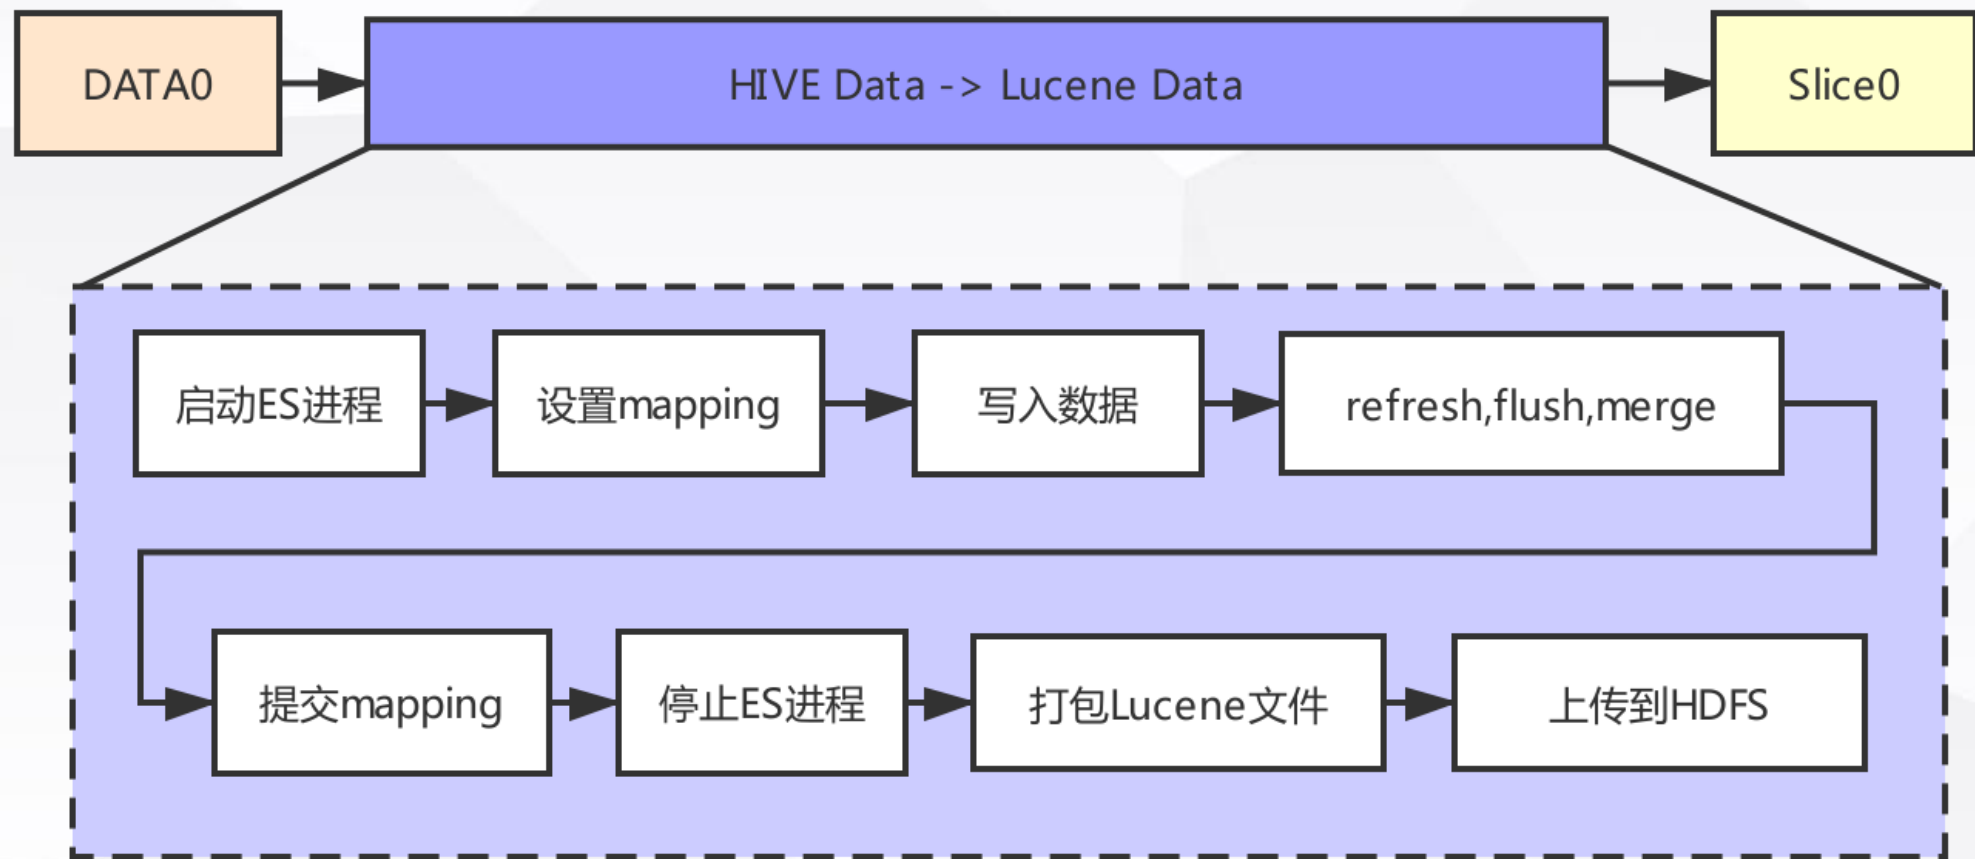 DATA0
HIVE Data -> Lucene Data
Slice0
启动ES进程
设置mapping
写入数据
refresh,flush,merge
提交mapping
停止ES进程
打包Lucene文件
上传到HDFS